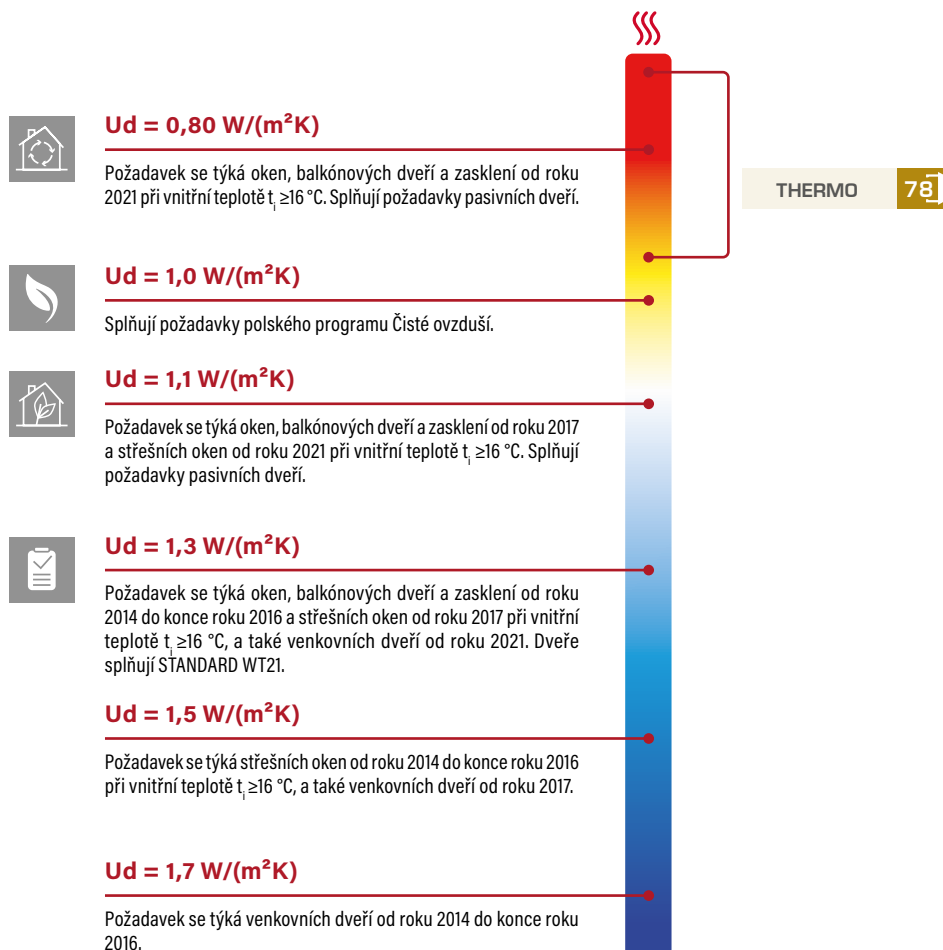 Ud = 0,80 W/(m²K)
Požadavek se týká oken, balkónových dveří a zasklení od roku
2021 při vnitřní teplotě tᵢ ≥16 °C. Splňují požadavky pasivních dveří.
THERMO 78
Ud = 1,0 W/(m²K)
Splňují požadavky polského programu Čisté ovzduší.
Ud = 1,1 W/(m²K)
Požadavek se týká oken, balkónových dveří a zasklení od roku 2017
a střešních oken od roku 2021 při vnitřní teplotě tᵢ ≥16 °C. Splňují
požadavky pasivních dveří.
Ud = 1,3 W/(m²K)
Požadavek se týká oken, balkónových dveří a zasklení od roku
2014 do konce roku 2016 a střešních oken od roku 2017 při vnitřní
teplotě tᵢ ≥16 °C, a také venkovních dveří od roku 2021. Dveře
splňují STANDARD WT21.
Ud = 1,5 W/(m²K)
Požadavek se týká střešních oken od roku 2014 do konce roku 2016
při vnitřní teplotě tᵢ ≥16 °C, a také venkovních dveří od roku 2017.
Ud = 1,7 W/(m²K)
Požadavek se týká venkovních dveří od roku 2014 do konce roku
2016.